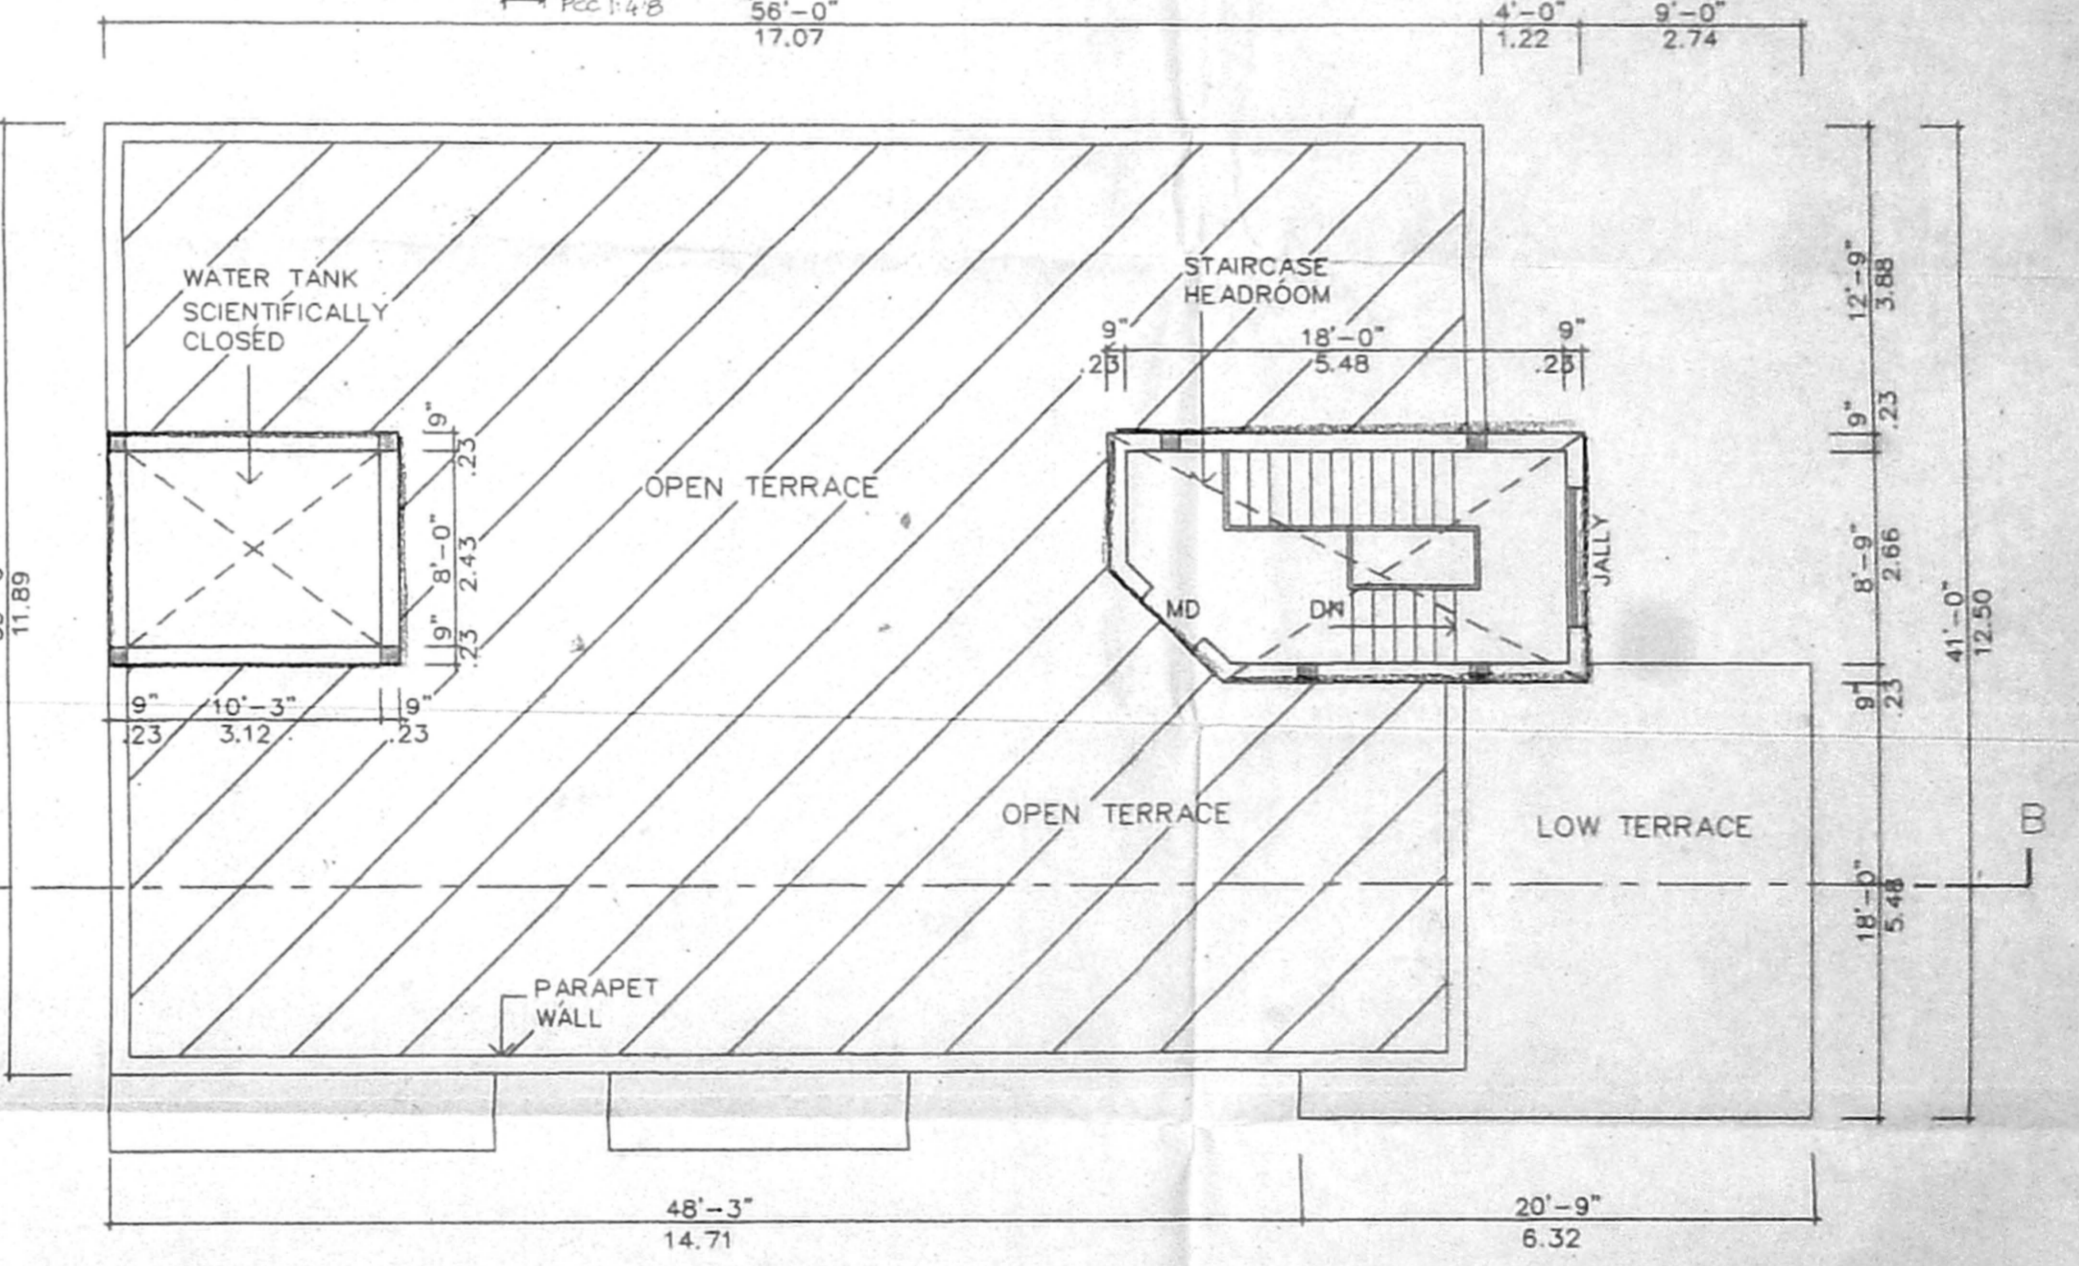 PCC 1:4:8
56'-0"
17.07
4'-0"
1.22
9'-0"
2.74
WATER TANK
SCIENTIFICALLY
CLOSED
STAIRCASE
HEADROOM
9"
.23
18'-0"
5.48
9"
.23
12'-9"
3.88
9"
.23
9"
.23
OPEN TERRACE
8'-0"
2.43
JALLY
8'-9"
2.66
11.89
MD
DN
41'-0"
12.50
9"
.23
9"
.23
9"
.23
10'-3"
3.12
9"
.23
OPEN TERRACE
LOW TERRACE
B
18'-0"
5.48
PARAPET
WALL
48'-3"
14.71
20'-9"
6.32